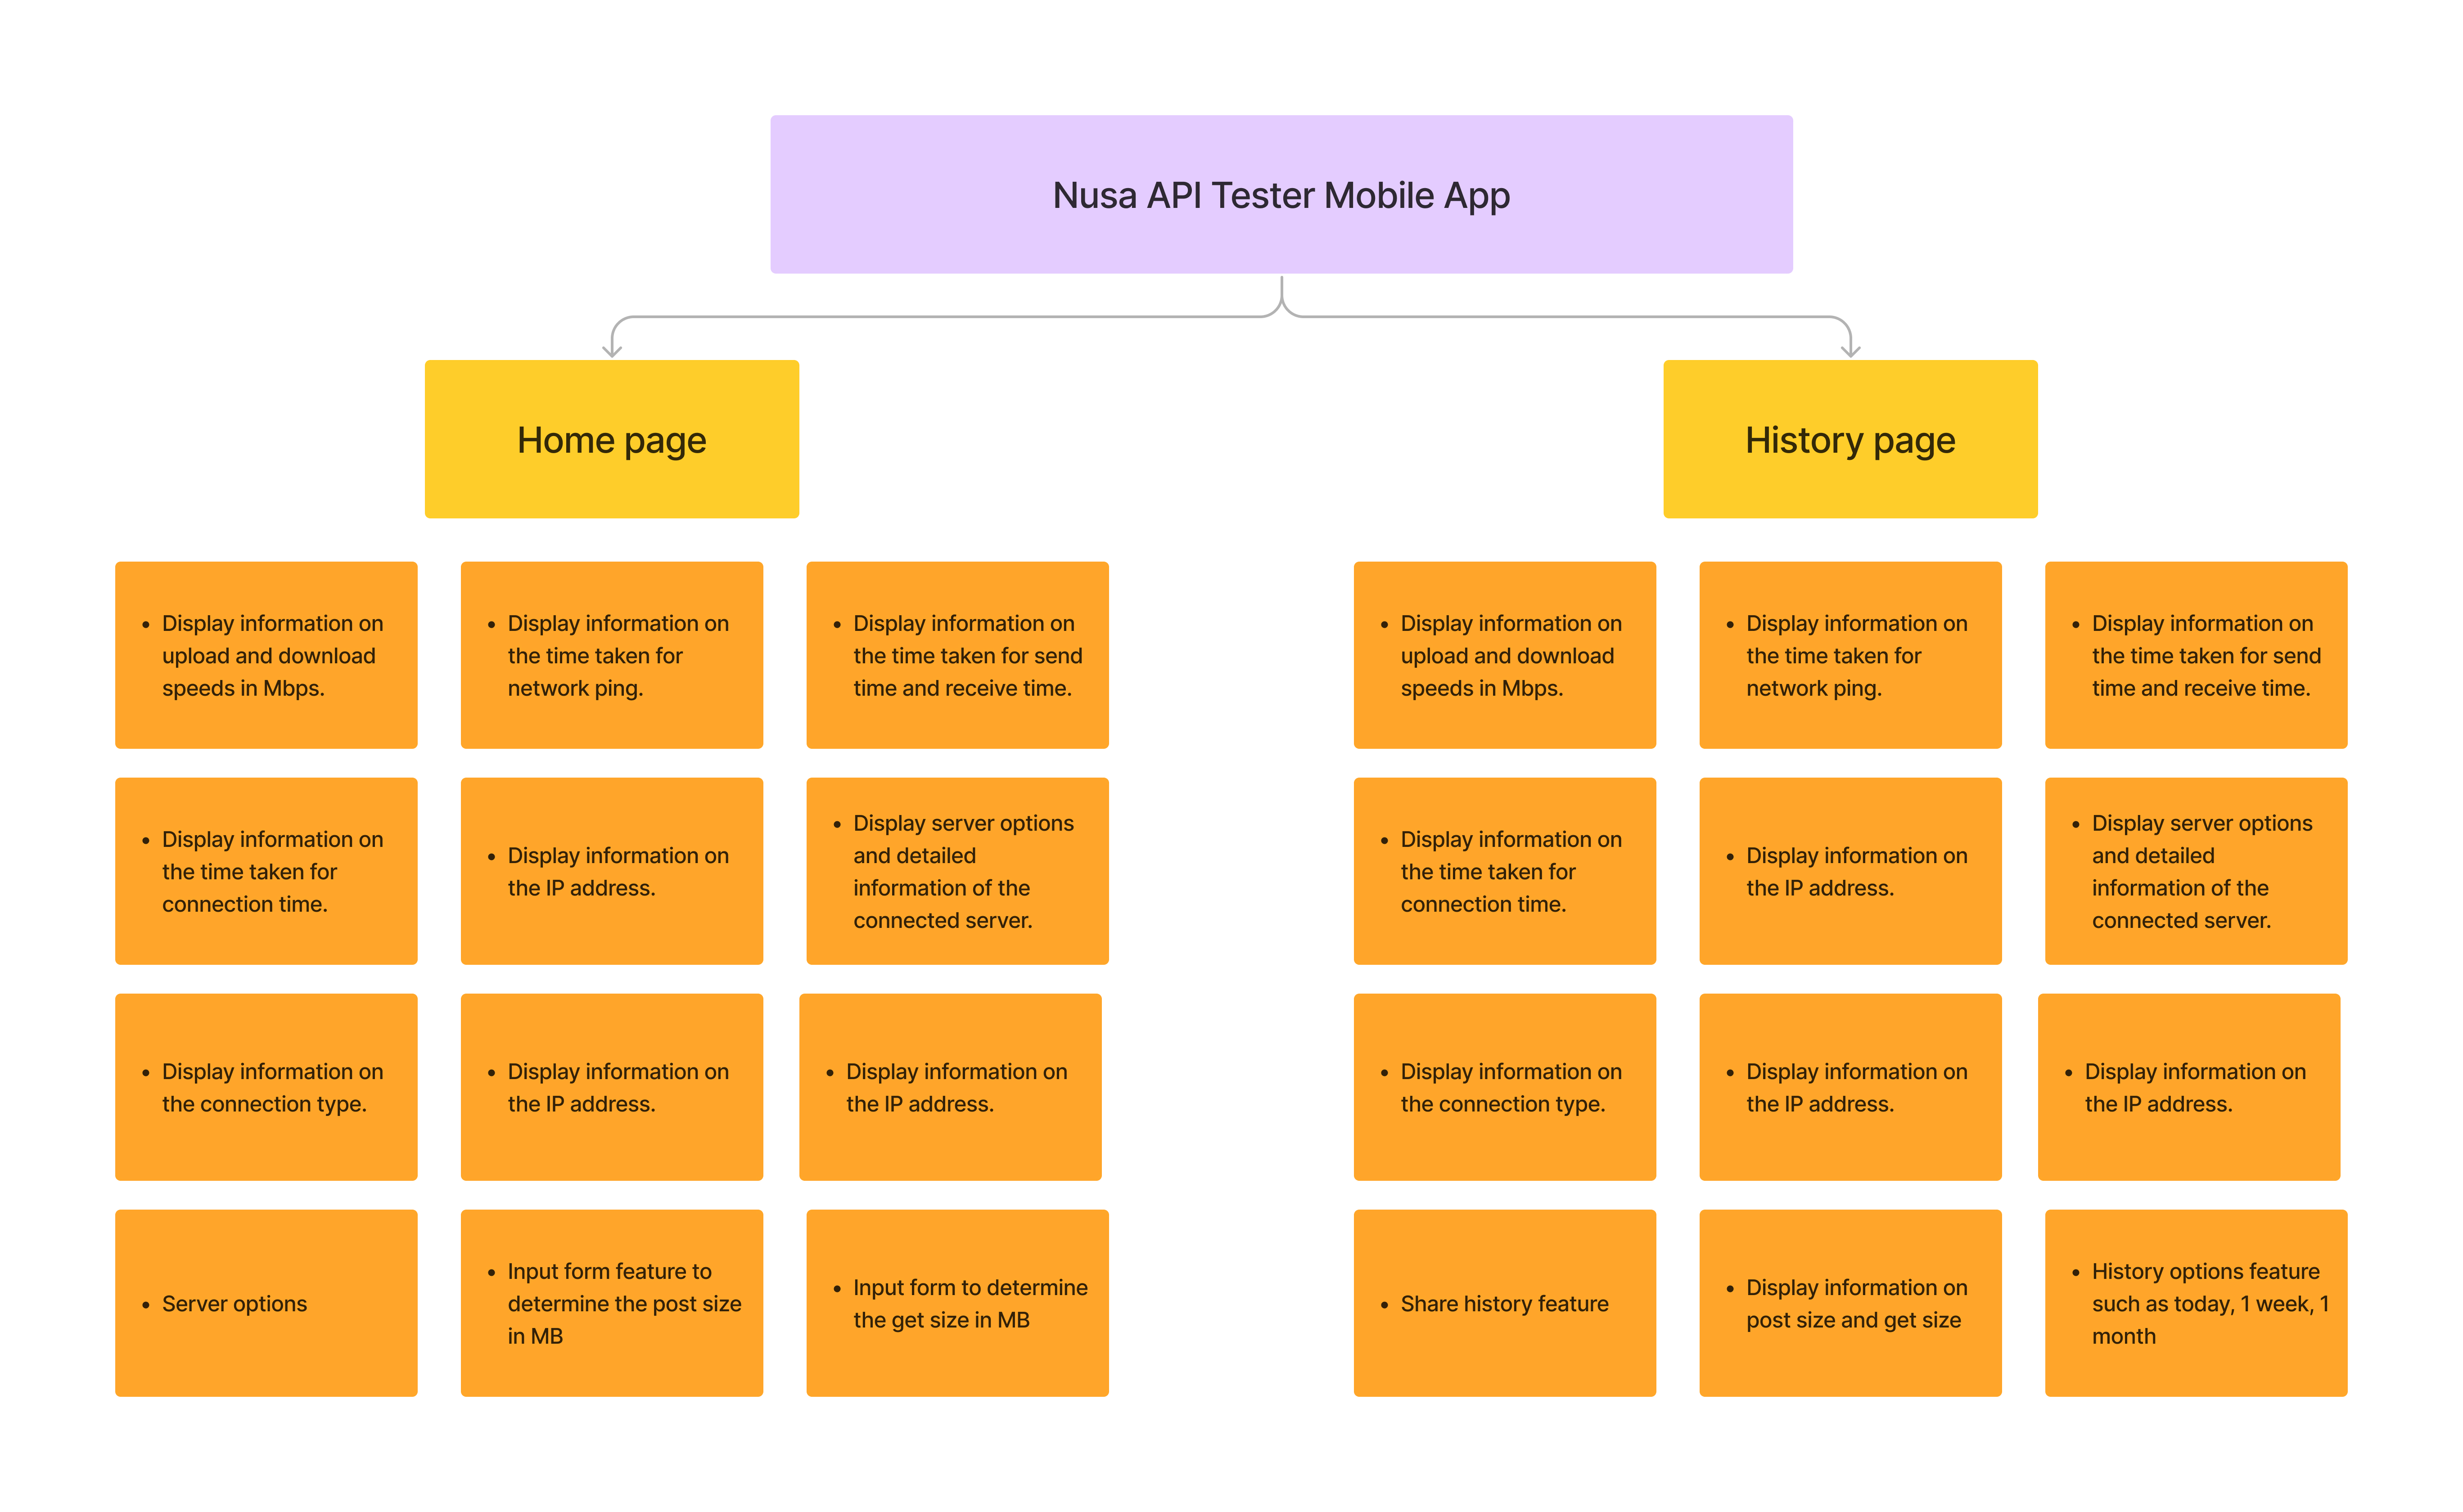 Nusa API Tester Mobile App
Home page
• Display information on
upload and download
speeds in Mbps.
• Display information on
the time taken for
network ping.
• Display information on
the time taken for send
time and receive time.
• Display information on
the time taken for
connection time.
• Display information on
the IP address.
• Display server options
and detailed
information of the
connected server.
• Display information on
the connection type.
• Display information on
the IP address.
• Display information on
the IP address.
• Server options
• Input form feature to
determine the post size
in MB
• Input form to determine
the get size in MB
History page
• Display information on
upload and download
speeds in Mbps.
• Display information on
the time taken for
network ping.
• Display information on
the time taken for send
time and receive time.
• Display information on
the time taken for
connection time.
• Display information on
the IP address.
• Display server options
and detailed
information of the
connected server.
• Display information on
the connection type.
• Display information on
the IP address.
• Display information on
the IP address.
• Share history feature
• Display information on
post size and get size
• History options feature
such as today, 1 week, 1
month